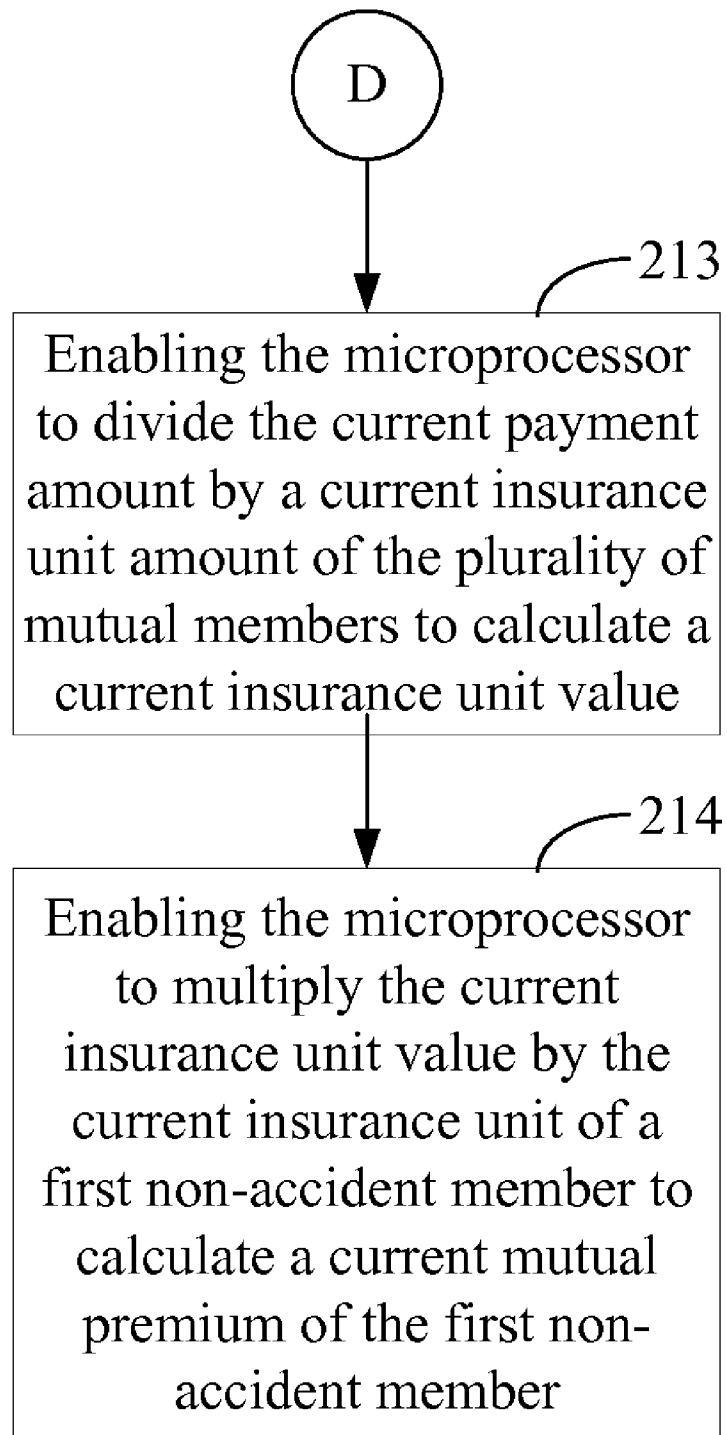 D
213
Enabling the microprocessor
to divide the current payment
amount by a current insurance
unit amount of the plurality of
mutual members to calculate a
current insurance unit value
214
Enabling the microprocessor
to multiply the current
insurance unit value by the
current insurance unit of a
first non-accident member to
calculate a current mutual
premium of the first non-
accident member